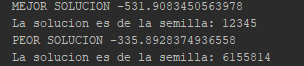 MEJOR SOLUCION -531.9083450563978
La solucion es de la semilla: 12345
PEOR SOLUCION -335.8928374936558
La solucion es de la semilla: 6155814